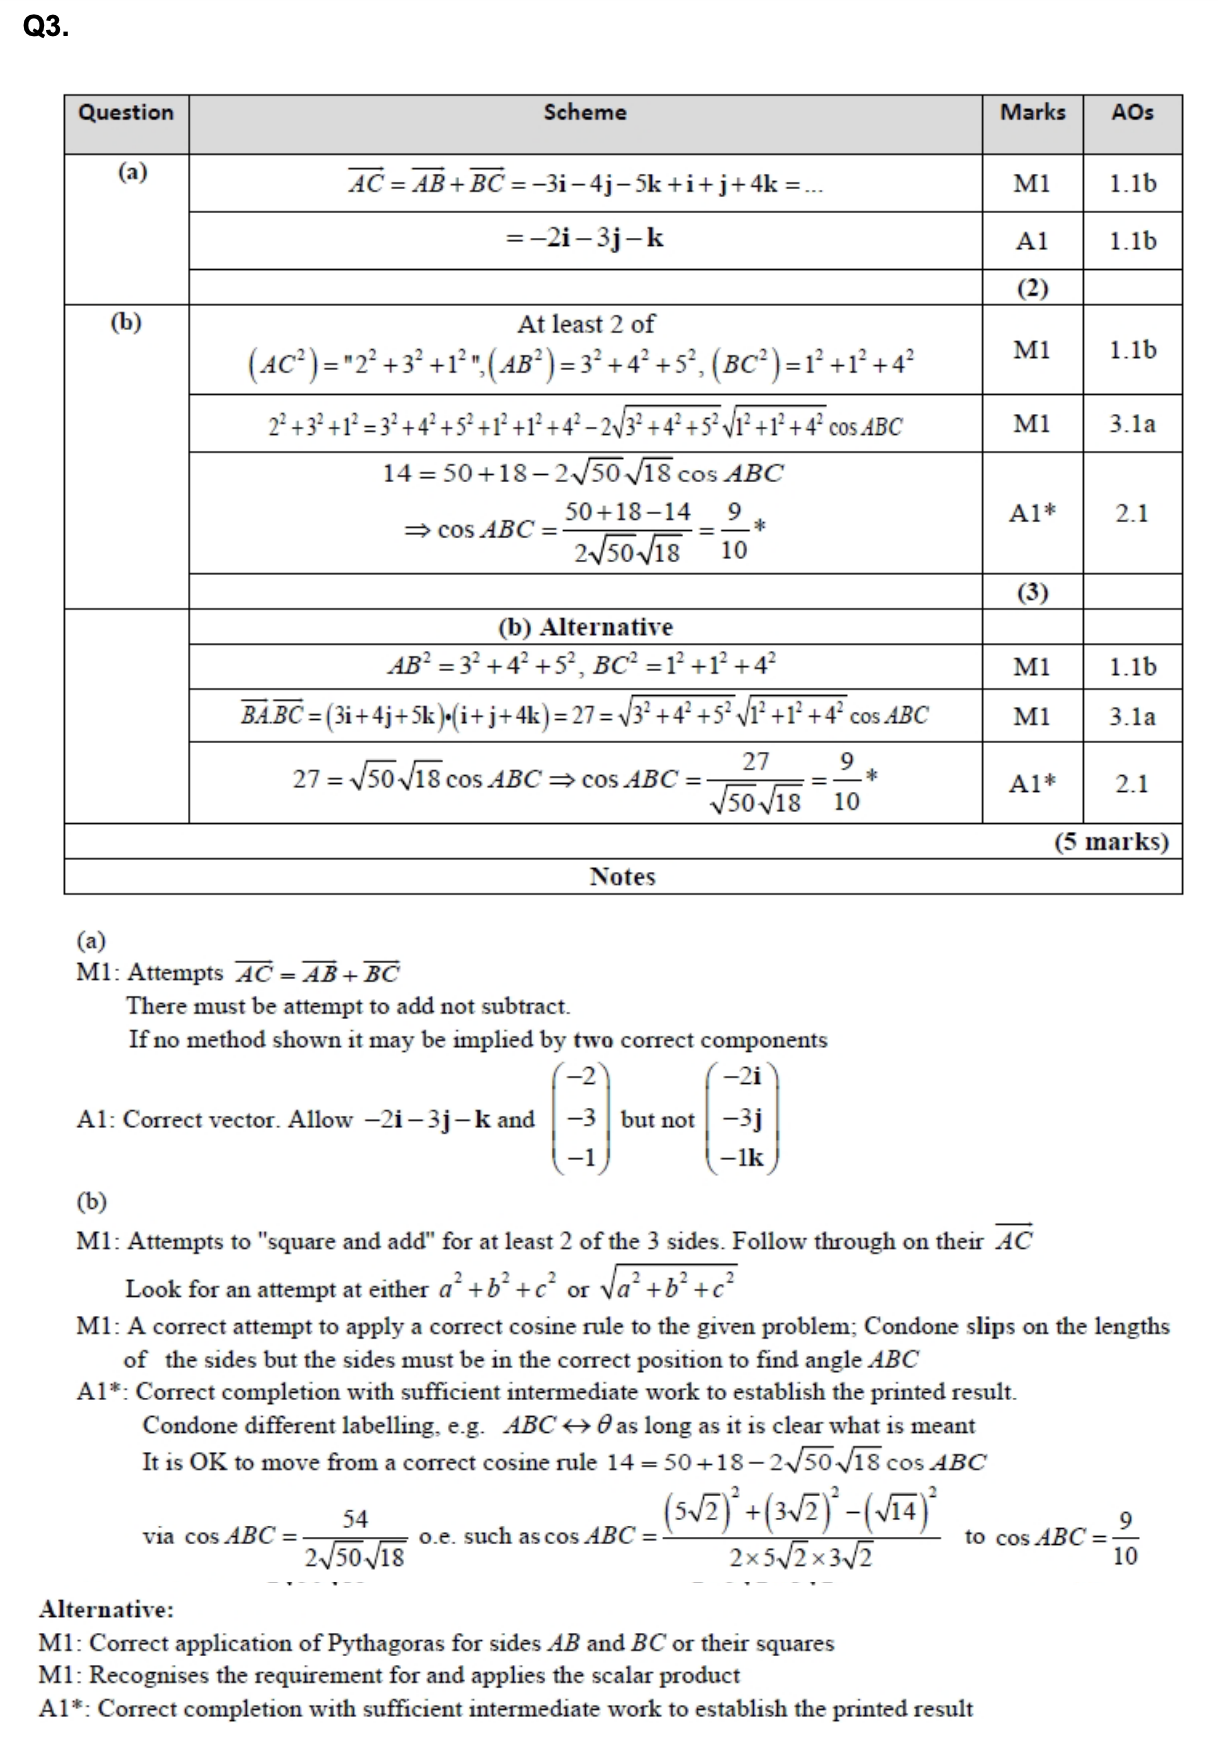 Q3.
Question Scheme Marks AOs
(a) $\overrightarrow{AC} = \overrightarrow{AB} + \overrightarrow{BC} = -3\mathbf{i} - 4\mathbf{j} - 5\mathbf{k} + \mathbf{i} + \mathbf{j} + 4\mathbf{k} = ...$ M1 1.1b
$= -2\mathbf{i} - 3\mathbf{j} - \mathbf{k}$ A1 1.1b
(2)
(b) At least 2 of
$(AC^2) = "2^2 + 3^2 + 1^2", (AB^2) = 3^2 + 4^2 + 5^2, (BC^2) = 1^2 + 1^2 + 4^2$ M1 1.1b
$2^2 + 3^2 + 1^2 = 3^2 + 4^2 + 5^2 + 1^2 + 1^2 + 4^2 - 2\sqrt{3^2 + 4^2 + 5^2}\sqrt{1^2 + 1^2 + 4^2} \cos ABC$ M1 3.1a
$14 = 50 + 18 - 2\sqrt{50}\sqrt{18} \cos ABC$
$\Rightarrow \cos ABC = \frac{50 + 18 - 14}{2\sqrt{50}\sqrt{18}} = \frac{9}{10}$ * A1* 2.1
(3)
(b) Alternative
$AB^2 = 3^2 + 4^2 + 5^2, BC^2 = 1^2 + 1^2 + 4^2$ M1 1.1b
$\overrightarrow{BA}.\overrightarrow{BC} = (3\mathbf{i} + 4\mathbf{j} + 5\mathbf{k})\bullet(\mathbf{i} + \mathbf{j} + 4\mathbf{k}) = 27 = \sqrt{3^2 + 4^2 + 5^2}\sqrt{1^2 + 1^2 + 4^2} \cos ABC$ M1 3.1a
$27 = \sqrt{50}\sqrt{18} \cos ABC \Rightarrow \cos ABC = \frac{27}{\sqrt{50}\sqrt{18}} = \frac{9}{10}$ * A1* 2.1
(5 marks)
Notes
(a)
M1: Attempts $\overrightarrow{AC} = \overrightarrow{AB} + \overrightarrow{BC}$
There must be attempt to add not subtract.
If no method shown it may be implied by two correct components
A1: Correct vector. Allow $-2\mathbf{i} - 3\mathbf{j} - \mathbf{k}$ and $\begin{pmatrix} -2 \\ -3 \\ -1 \end{pmatrix}$ but not $\begin{pmatrix} -2\mathbf{i} \\ -3\mathbf{j} \\ -1\mathbf{k} \end{pmatrix}$
(b)
M1: Attempts to "square and add" for at least 2 of the 3 sides. Follow through on their $\overrightarrow{AC}$
Look for an attempt at either $a^2 + b^2 + c^2$ or $\sqrt{a^2 + b^2 + c^2}$
M1: A correct attempt to apply a correct cosine rule to the given problem; Condone slips on the lengths
of the sides but the sides must be in the correct position to find angle ABC
A1*: Correct completion with sufficient intermediate work to establish the printed result.
Condone different labelling, e.g. $ABC \leftrightarrow \theta$ as long as it is clear what is meant
It is OK to move from a correct cosine rule $14 = 50 + 18 - 2\sqrt{50}\sqrt{18} \cos ABC$
via $\cos ABC = \frac{54}{2\sqrt{50}\sqrt{18}}$ o.e. such as $\cos ABC = \frac{(5\sqrt{2})^2 + (3\sqrt{2})^2 - (\sqrt{14})^2}{2 \times 5\sqrt{2} \times 3\sqrt{2}}$ to $\cos ABC = \frac{9}{10}$
Alternative:
M1: Correct application of Pythagoras for sides AB and BC or their squares
M1: Recognises the requirement for and applies the scalar product
A1*: Correct completion with sufficient intermediate work to establish the printed result